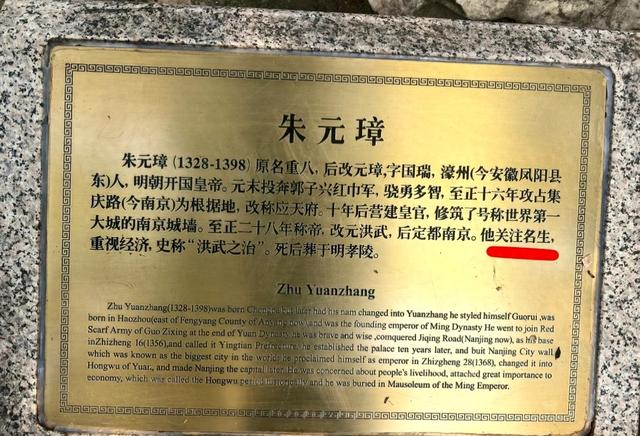 朱元璋
朱元璋(1328-1398)原名重八，后改元璋,字国瑞，濠州(今安徽凤阳县
东)人，明朝开国皇帝。元末投奔郭子兴红巾军，骁勇多智，至正十六年攻占集
庆路(今南京)为根据地，改称应天府。十年后营建皇官，修筑了号称世界第一
大城的南京城墙。至正二十八年称帝，改元洪武，后定都南京。他关注名生，
重视经济，史称“洪武之治”。死后葬于明孝陵。
Zhu Yuanzhang
Zhu Yuanzhang(1328-1398)was born later had his nam changed into Yuanzhang he styled himself Guorui ,was
born in Haozhou(east of Fengyang County of now)and was the founding emperor of Ming Dynasty He went to join Red
Scarf Army of Guo Zixing at the end of Yuan Dynasty he was brave and wise ,comquered Jiqing Road(Nanjing now), as his base
inZhizheng 16(1356),and called it Yingtian Prefecture he established the palace ten years later, and buit Nanjing City wall
which was known as the biggest city in the world he proclaimed himself as emperor in Zhizgheng 28(1368), changed it into
Hongwu of Yuan, and made Nanjing the capital later He was concerned about people's livelihood, attached great importance to
economy, which was called the Hongwu period historically and he was buried in Mausoleum of the Ming Emperor.